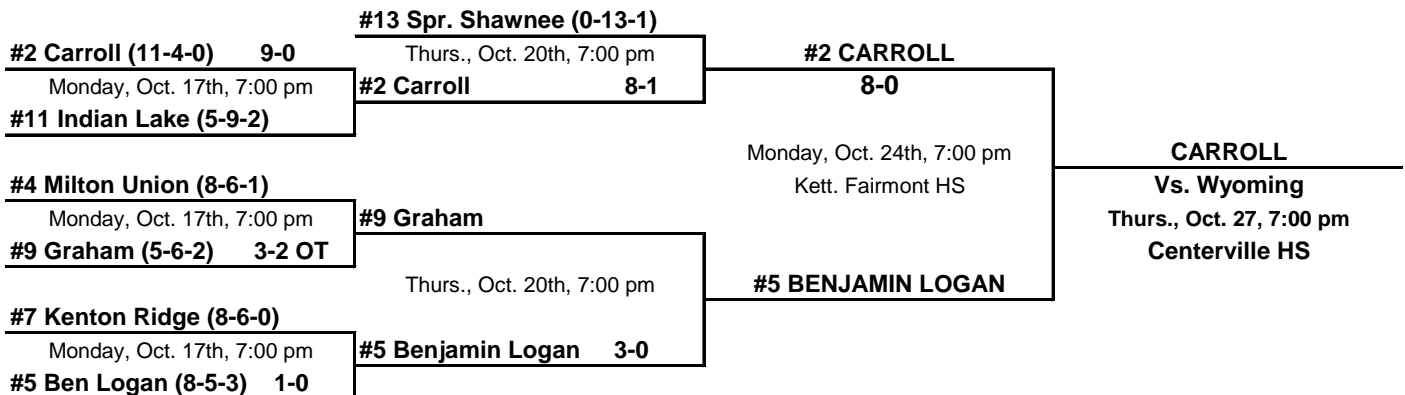 #13 Spr. Shawnee (0-13-1)
#2 Carroll (11-4-0) 9-0
Thurs., Oct. 20th, 7:00 pm
#2 CARROLL
Monday, Oct. 17th, 7:00 pm
#2 Carroll 8-1
8-0
#11 Indian Lake (5-9-2)
Monday, Oct. 24th, 7:00 pm
CARROLL
#4 Milton Union (8-6-1)
Kett. Fairmont HS
Vs. Wyoming
Monday, Oct. 17th, 7:00 pm
#9 Graham
Thurs., Oct. 27, 7:00 pm
#9 Graham (5-6-2) 3-2 OT
Centerville HS
Thurs., Oct. 20th, 7:00 pm
#5 BENJAMIN LOGAN
#7 Kenton Ridge (8-6-0)
Monday, Oct. 17th, 7:00 pm
#5 Benjamin Logan 3-0
#5 Ben Logan (8-5-3) 1-0